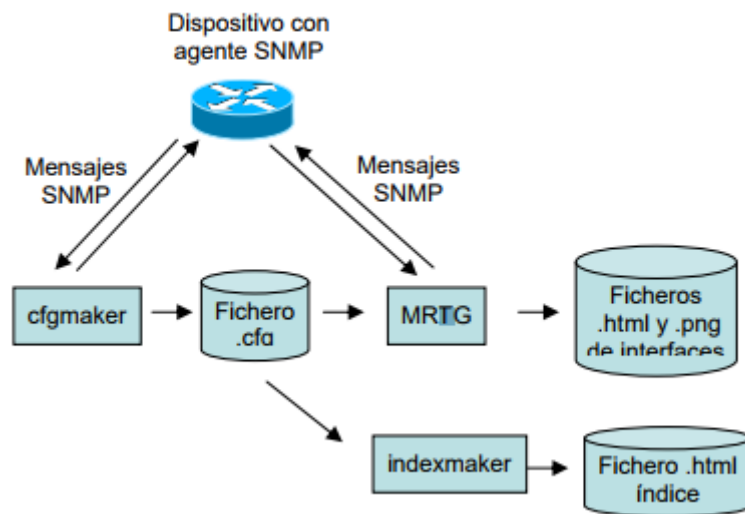 Dispositivo con
agente SNMP
Mensajes
SNMP
Mensajes
SNMP
cfgmaker
Fichero
.cfg
MRTG
Ficheros
.html y .png
de interfaces
indexmaker
Fichero .html
índice